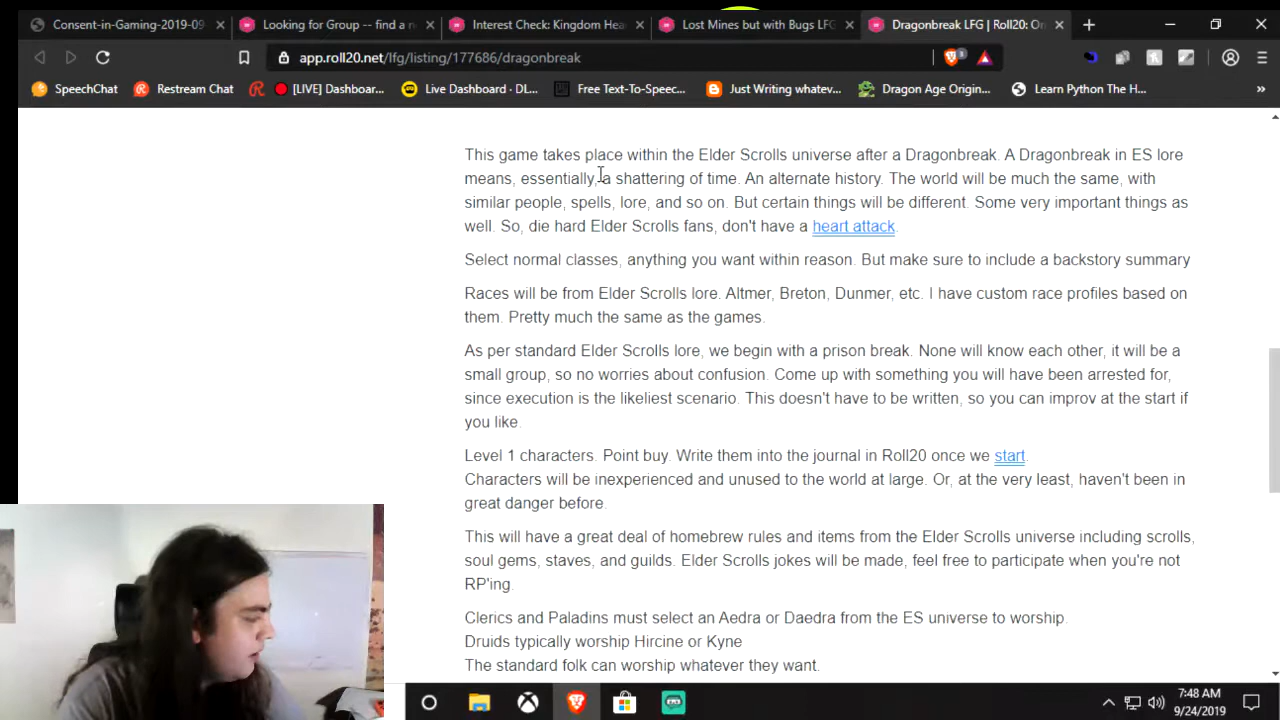 Consent-in-Gaming-2019-09
Looking for Group -- find a n
Interest Check: Kingdom Hea
Lost Mines but with Bugs LFG
Dragonbreak LFG | Roll20: On
app.roll20.net/lfg/listing/177686/dragonbreak
SpeechChat
Restream Chat
[LIVE] Dashboar...
Live Dashboard - DL...
Free Text-To-Speec...
Just Writing whatev...
Dragon Age Origin...
Learn Python The H...
This game takes place within the Elder Scrolls universe after a Dragonbreak. A Dragonbreak in ES lore
means, essentially, a shattering of time. An alternate history. The world will be much the same, with
similar people, spells, lore, and so on. But certain things will be different. Some very important things as
well. So, die hard Elder Scrolls fans, don't have a heart attack.
Select normal classes, anything you want within reason. But make sure to include a backstory summary
Races will be from Elder Scrolls lore. Altmer, Breton, Dunmer, etc. I have custom race profiles based on
them. Pretty much the same as the games.
As per standard Elder Scrolls lore, we begin with a prison break. None will know each other, it will be a
small group, so no worries about confusion. Come up with something you will have been arrested for,
since execution is the likeliest scenario. This doesn't have to be written, so you can improv at the start if
you like.
Level 1 characters. Point buy. Write them into the journal in Roll20 once we start.
Characters will be inexperienced and unused to the world at large. Or, at the very least, haven't been in
great danger before.
This will have a great deal of homebrew rules and items from the Elder Scrolls universe including scrolls,
soul gems, staves, and guilds. Elder Scrolls jokes will be made, feel free to participate when you're not
RP'ing.
Clerics and Paladins must select an Aedra or Daedra from the ES universe to worship.
Druids typically worship Hircine or Kyne
The standard folk can worship whatever they want.
7:48 AM
9/24/2019